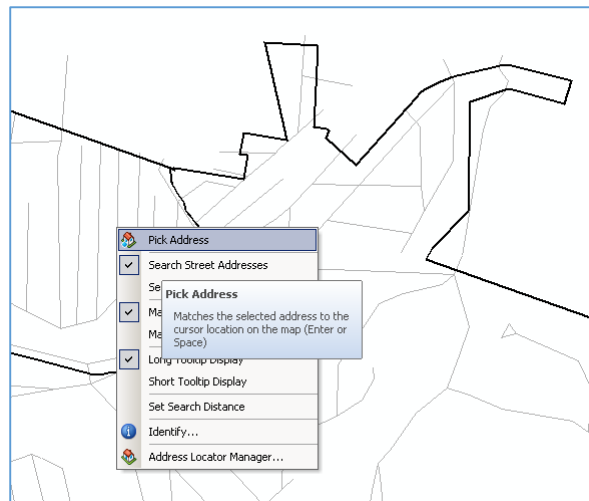 Pick Address
Search Street Addresses
Se
Pick Address
Matches the selected address to the
cursor location on the map (Enter or
Space)
Ma
Ma
Long Tooltip Display
Short Tooltip Display
Set Search Distance
Identify...
Address Locator Manager...